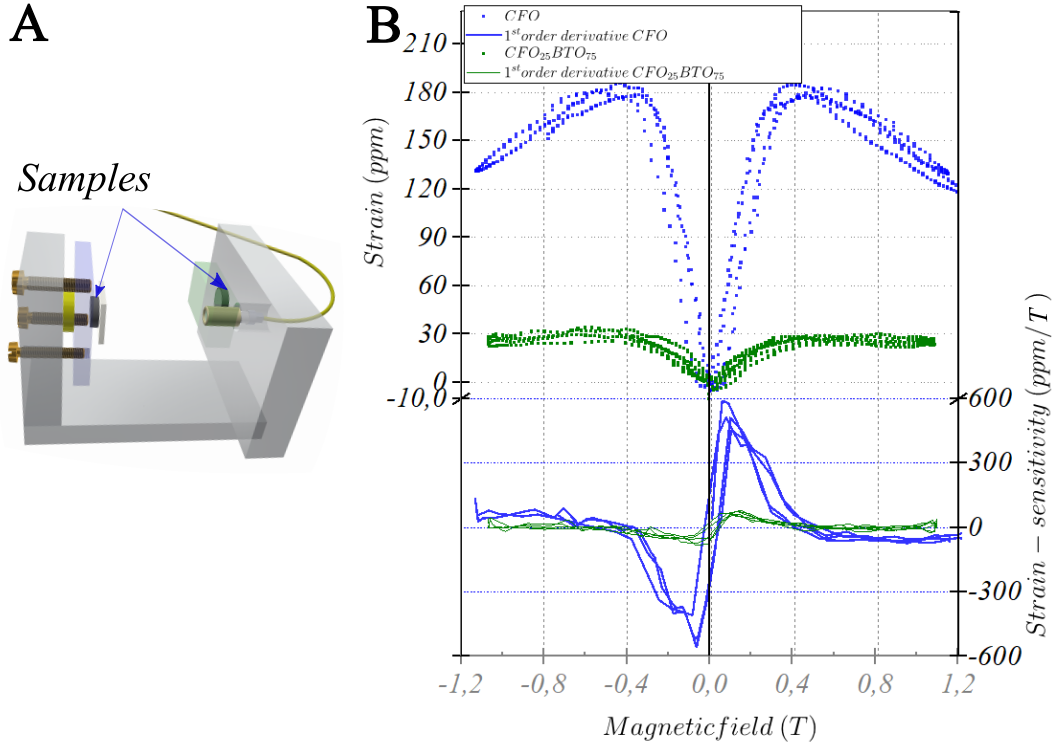 A
Samples
B
CFO
1st order derivative CFO
CFO25BTO75
1st order derivative CFO25BTO75
210
180
150
120
90
60
30
0
-10,0
Strain (ppm)
600
300
0
-300
-600
Strain − sensitivity (ppm/T)
-1,2
-0,8
-0,4
0,0
0,4
0,8
1,2
Magneticfield (T)